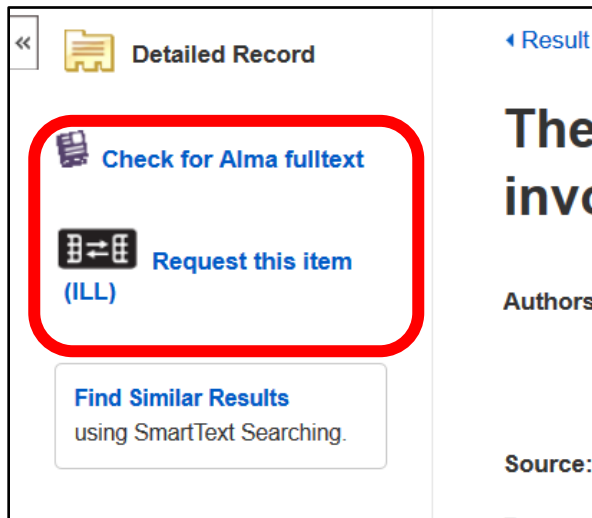 «
Detailed Record
Check for Alma fulltext
Request this item
(ILL)
Find Similar Results
using SmartText Searching.
Result
The
Authors
Source: